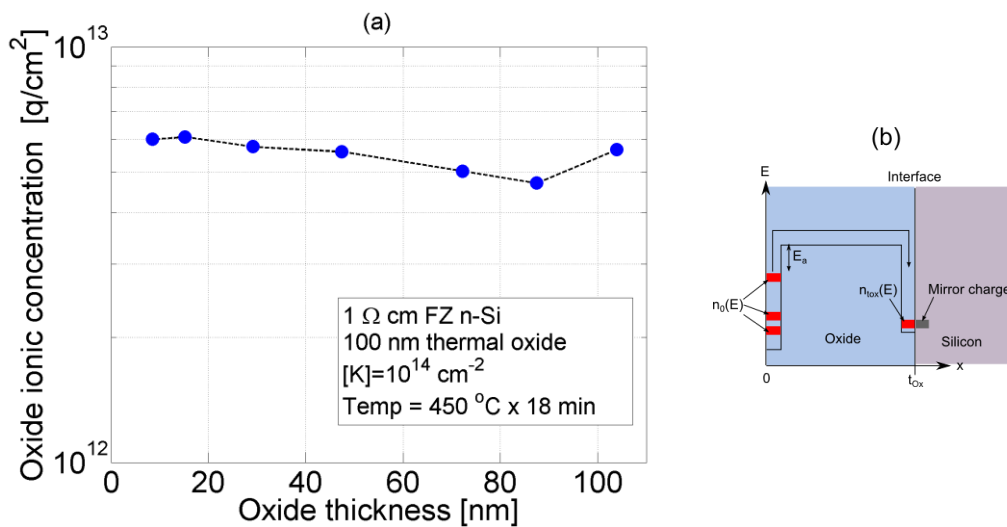 (a)
10^13
10^12
Oxide ionic concentration [q/cm^2]
1 Ω cm FZ n-Si
100 nm thermal oxide
[K]=10^14 cm^-2
Temp = 450 °C x 18 min
0 20 40 60 80 100
Oxide thickness [nm]
(b)
Interface
E
E_a
n_0(E)
n_tox(E)
Mirror charge
Oxide
Silicon
0
t_Ox
x